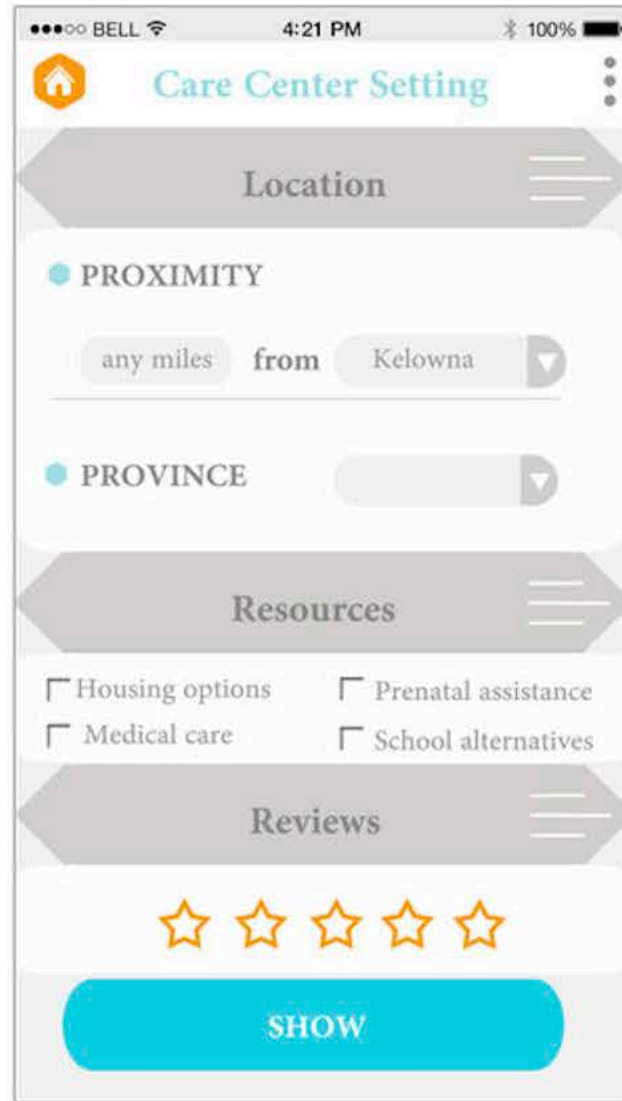 BELL 4:21 PM 100%
Care Center Setting
Location
PROXIMITY
any miles from Kelowna
PROVINCE
Resources
Housing options Prenatal assistance
Medical care School alternatives
Reviews
SHOW